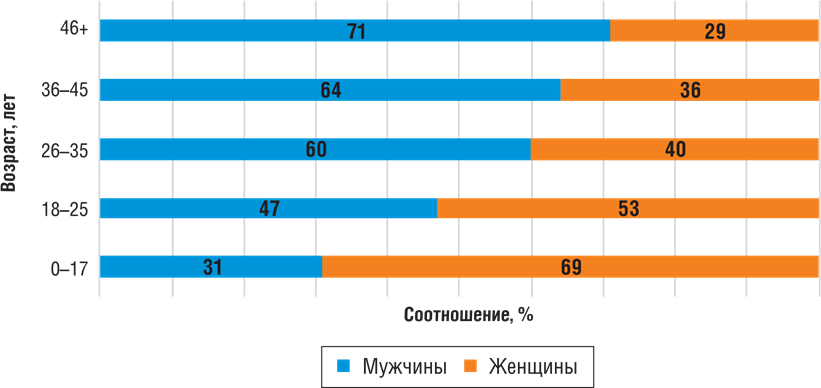 Возраст, лет
46+ 71 29
36–45 64 36
26–35 60 40
18–25 47 53
0–17 31 69
Соотношение, %
Мужчины Женщины